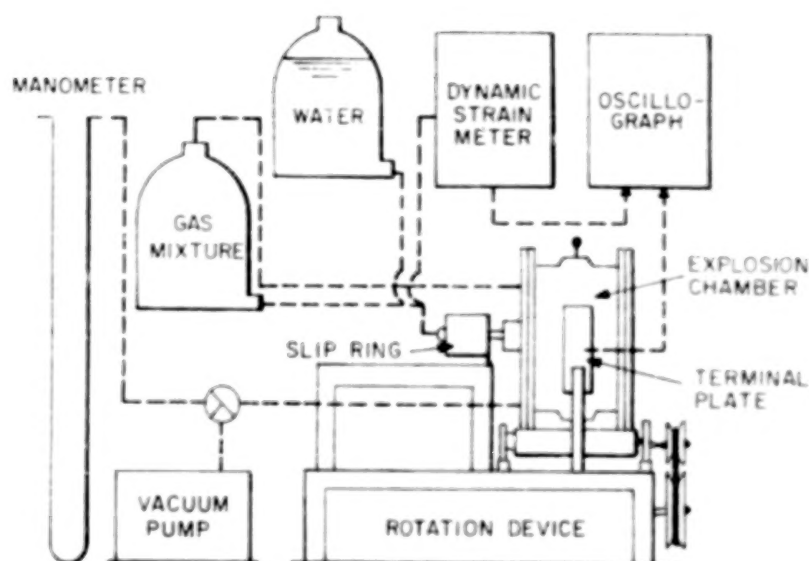 MANOMETER
WATER
DYNAMIC
STRAIN
METER
OSCILLO-
GRAPH
GAS
MIXTURE
EXPLOSION
CHAMBER
SLIP RING
TERMINAL
PLATE
VACUUM
PUMP
ROTATION DEVICE